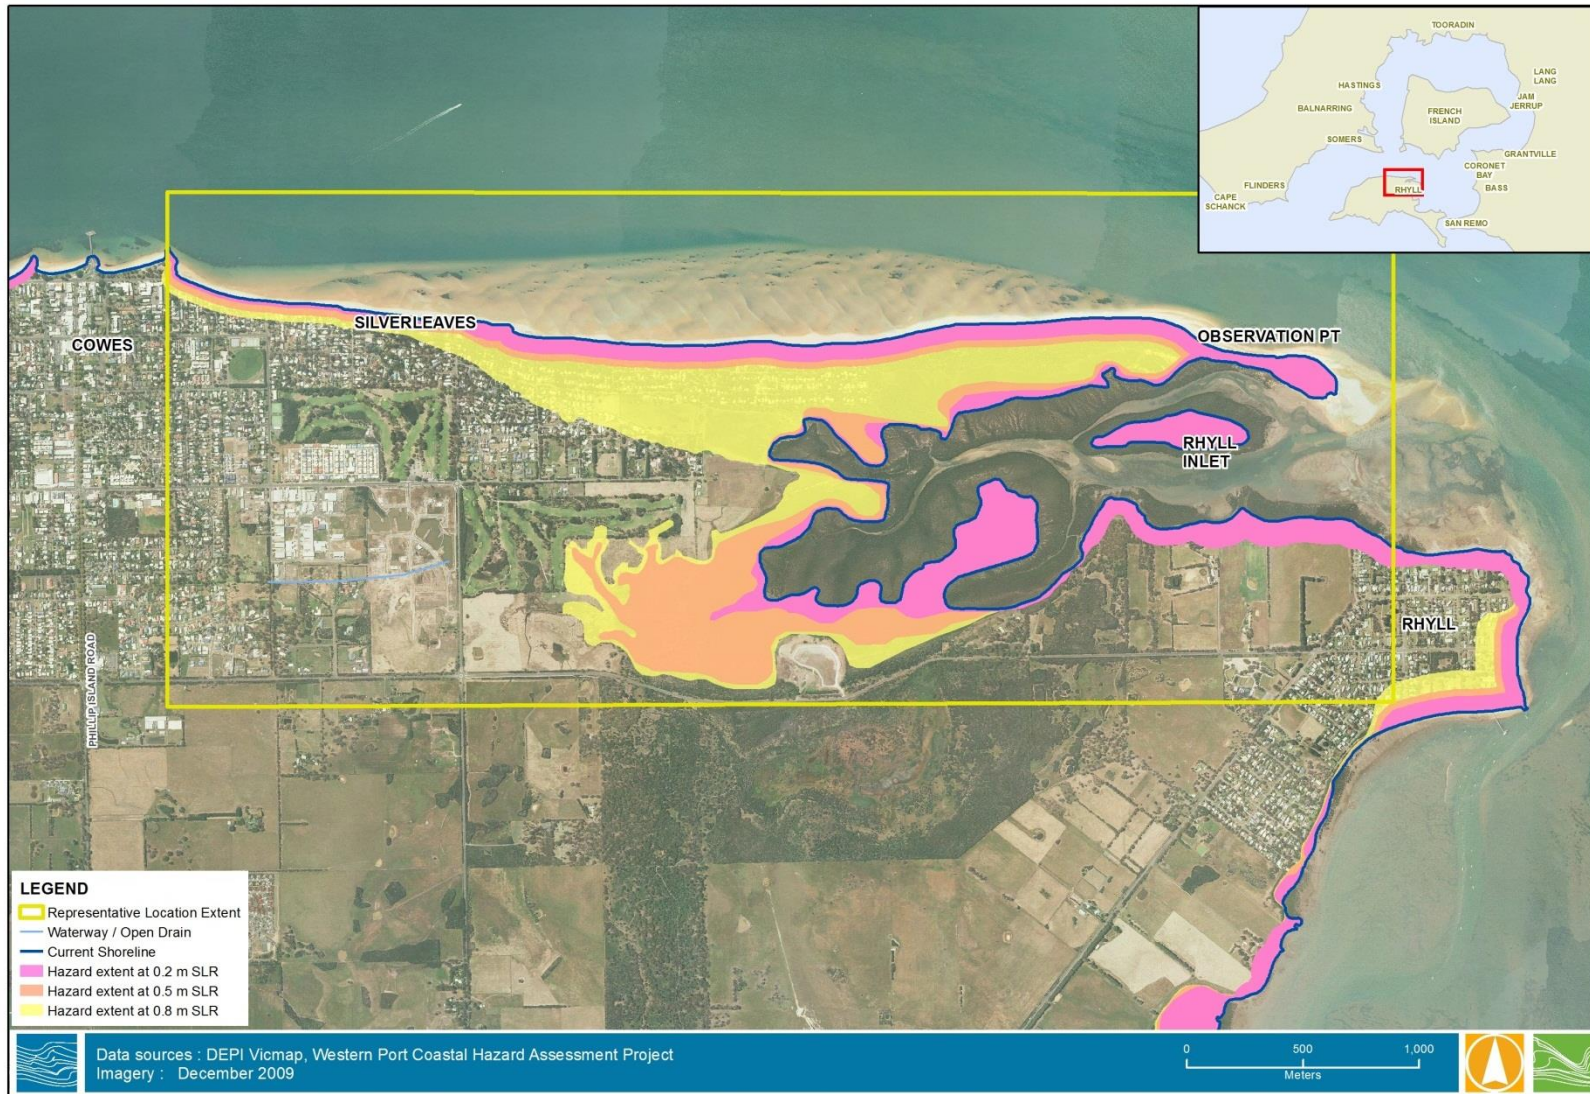 TOORADIN
LANG
LANG
HASTINGS
JAM
JERRUP
BALNARRING
FRENCH
ISLAND
SOMERS
GRANTVILLE
CORONET
BAY
FLINDERS
BASS
RHYLL
CAPE
SCHANCK
SAN REMO
SILVERLEAVES
OBSERVATION PT
COWES
RHYLL
INLET
RHYLL
PHILLIP ISLAND ROAD
LEGEND
Representative Location Extent
Waterway / Open Drain
Current Shoreline
Hazard extent at 0.2 m SLR
Hazard extent at 0.5 m SLR
Hazard extent at 0.8 m SLR
Data sources : DEPI Vicmap, Western Port Coastal Hazard Assessment Project
Imagery : December 2009
0 500 1,000
Meters